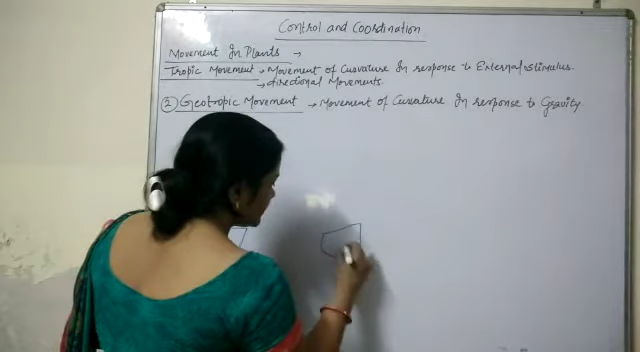 Control and Coordination
Movement In Plants →
Tropic Movement → Movement of Curvature In response to External stimulus.
→ directional Movements.
② Geotropic Movement → Movement of Curvature In response to Gravity.